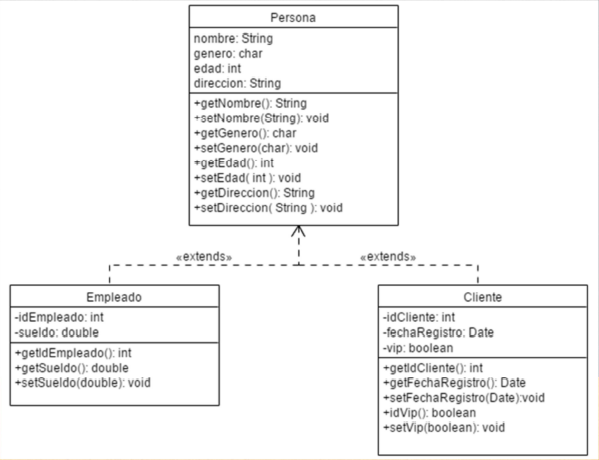 Persona
nombre: String
genero: char
edad: int
direccion: String
+getNombre(): String
+setNombre(String): void
+getGenero(): char
+setGenero(char): void
+getEdad(): int
+setEdad( int ): void
+getDireccion(): String
+setDireccion( String ): void
«extends»
«extends»
Empleado
-idEmpleado: int
-sueldo: double
+getIdEmpleado(): int
+getSueldo(): double
+setSueldo(double): void
Cliente
-idCliente: int
-fechaRegistro: Date
-vip: boolean
+getIdCliente(): int
+getFechaRegistro(): Date
+setFechaRegistro(Date):void
+idVip(): boolean
+setVip(boolean): void